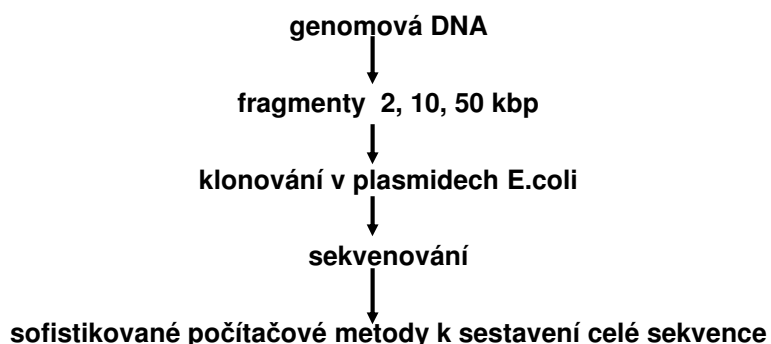 genomová DNA
fragmenty 2, 10, 50 kbp
klonování v plasmidech E.coli
sekvenování
sofistikované počítačové metody k sestavení celé sekvence